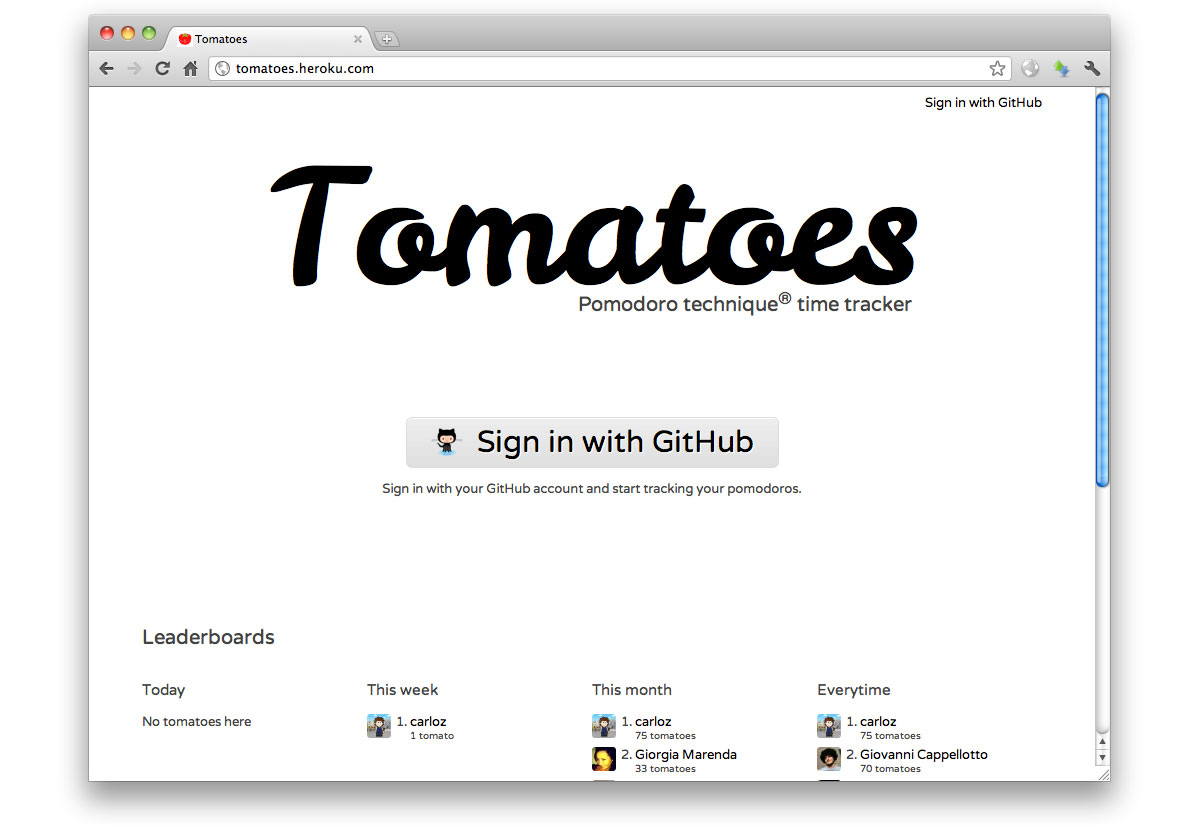 Tomatoes
tomatoes.heroku.com
Sign in with GitHub
Tomatoes
Pomodoro technique® time tracker
Sign in with GitHub
Sign in with your GitHub account and start tracking your pomodoros.
Leaderboards
Today
No tomatoes here
This week
1. carloz
1 tomato
This month
1. carloz
75 tomatoes
2. Giorgia Marenda
33 tomatoes
Everytime
1. carloz
75 tomatoes
2. Giovanni Cappellotto
70 tomatoes